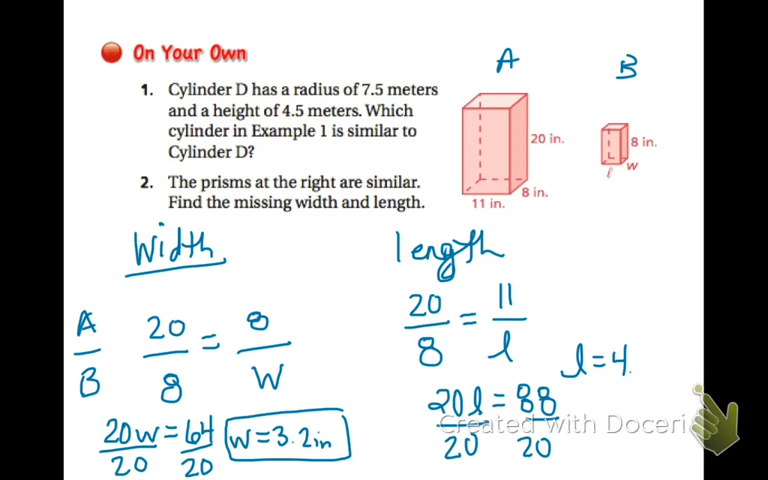 On Your Own
A
B
1. Cylinder D has a radius of 7.5 meters
and a height of 4.5 meters. Which
cylinder in Example 1 is similar to
Cylinder D?
2. The prisms at the right are similar.
Find the missing width and length.
20 in.
8 in.
11 in.
8 in.
w
l
Width
A/B 20/8 = 8/W
20w/20 = 64/20
w = 3.2in
length
20/8 = 11/l
20l/20 = 88/20
l = 4.
Created with Doceri